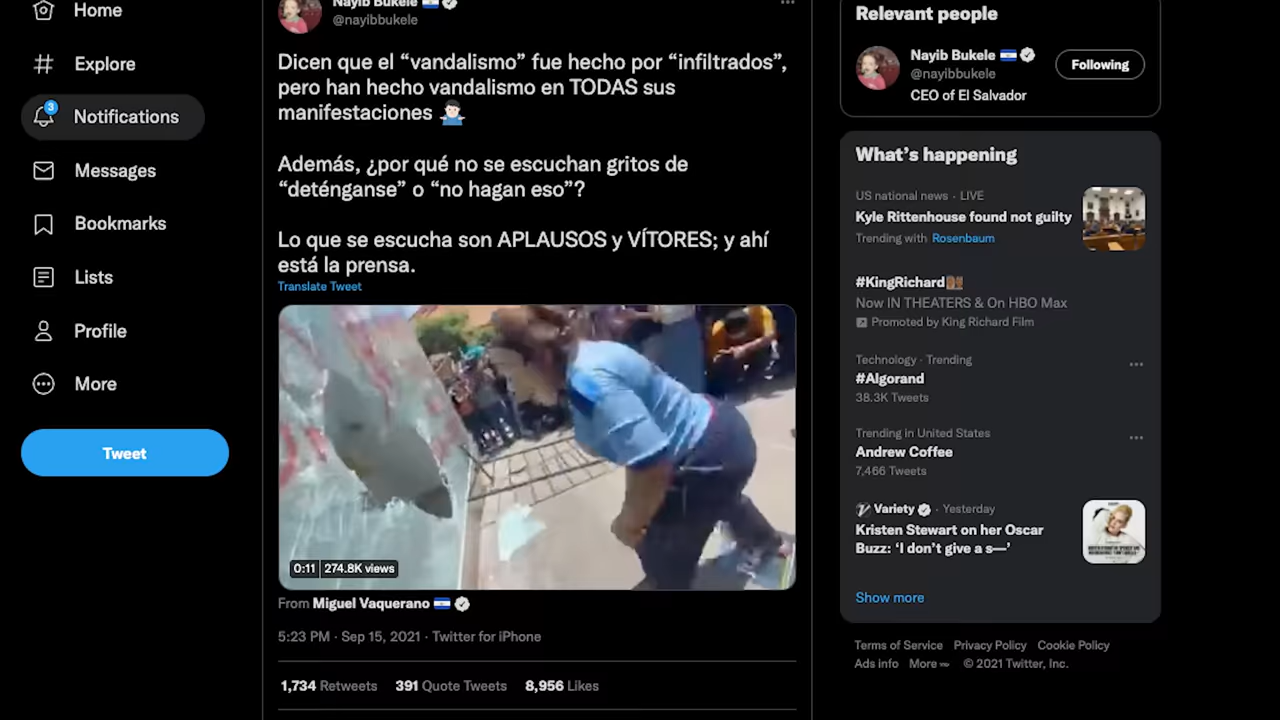 Home
Explore
3
Notifications
Messages
Bookmarks
Lists
Profile
More
Tweet
Nayib Bukele
@nayibbukele
Dicen que el “vandalismo” fue hecho por “infiltrados”,
pero han hecho vandalismo en TODAS sus
manifestaciones
Además, ¿por qué no se escuchan gritos de
“deténganse” o “no hagan eso”?
Lo que se escucha son APLAUSOS y VÍTORES; y ahí
está la prensa.
Translate Tweet
0:11 274.8K views
From Miguel Vaquerano
5:23 PM · Sep 15, 2021 · Twitter for iPhone
1,734 Retweets 391 Quote Tweets 8,956 Likes
Relevant people
Nayib Bukele
@nayibbukele
Following
CEO of El Salvador
What’s happening
US national news · LIVE
Kyle Rittenhouse found not guilty
Trending with Rosenbaum
#KingRichard
Now IN THEATERS & On HBO Max
Promoted by King Richard Film
Technology · Trending
#Algorand
38.3K Tweets
Trending in United States
Andrew Coffee
7,466 Tweets
Variety · Yesterday
Kristen Stewart on her Oscar
Buzz: ‘I don’t give a s—’
Show more
Terms of Service Privacy Policy Cookie Policy
Ads info More ··· © 2021 Twitter, Inc.